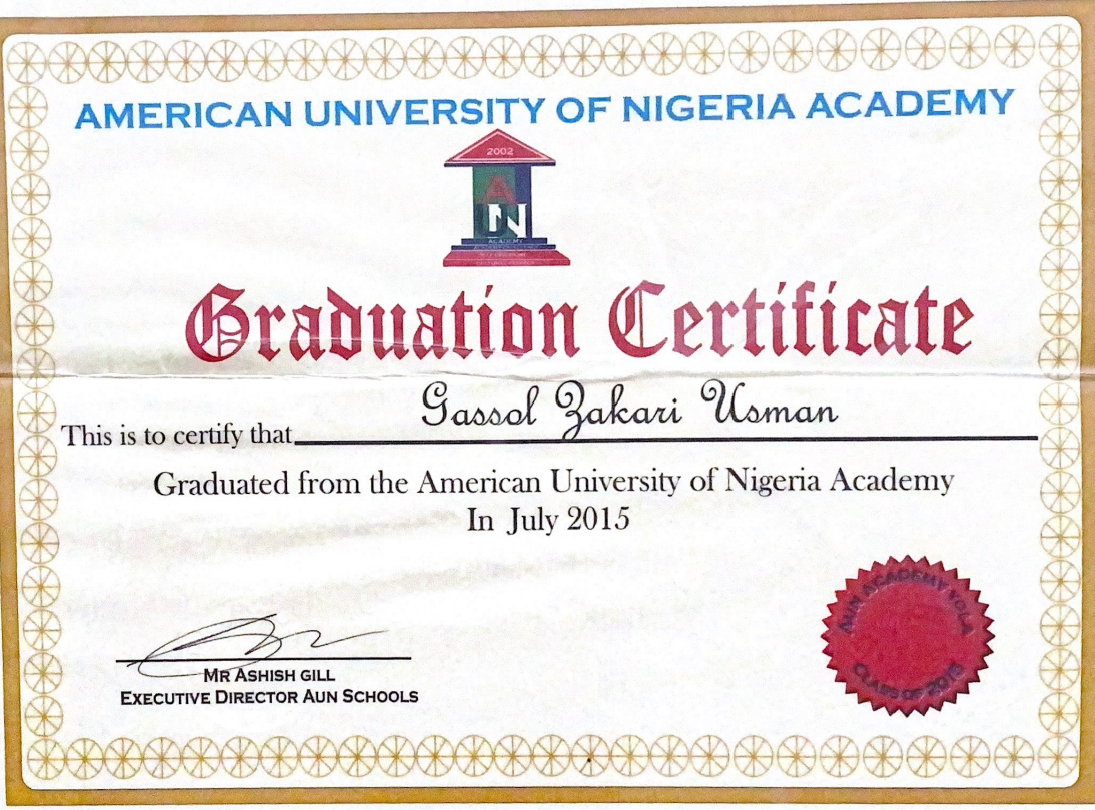 AMERICAN UNIVERSITY OF NIGERIA ACADEMY
2002
A
UN
ACADEMY
Graduation Certificate
This is to certify that Gassol Zakari Usman
Graduated from the American University of Nigeria Academy
In July 2015
AUN ACADEMY YOLA
CLASS OF 2015
MR ASHISH GILL
EXECUTIVE DIRECTOR AUN SCHOOLS